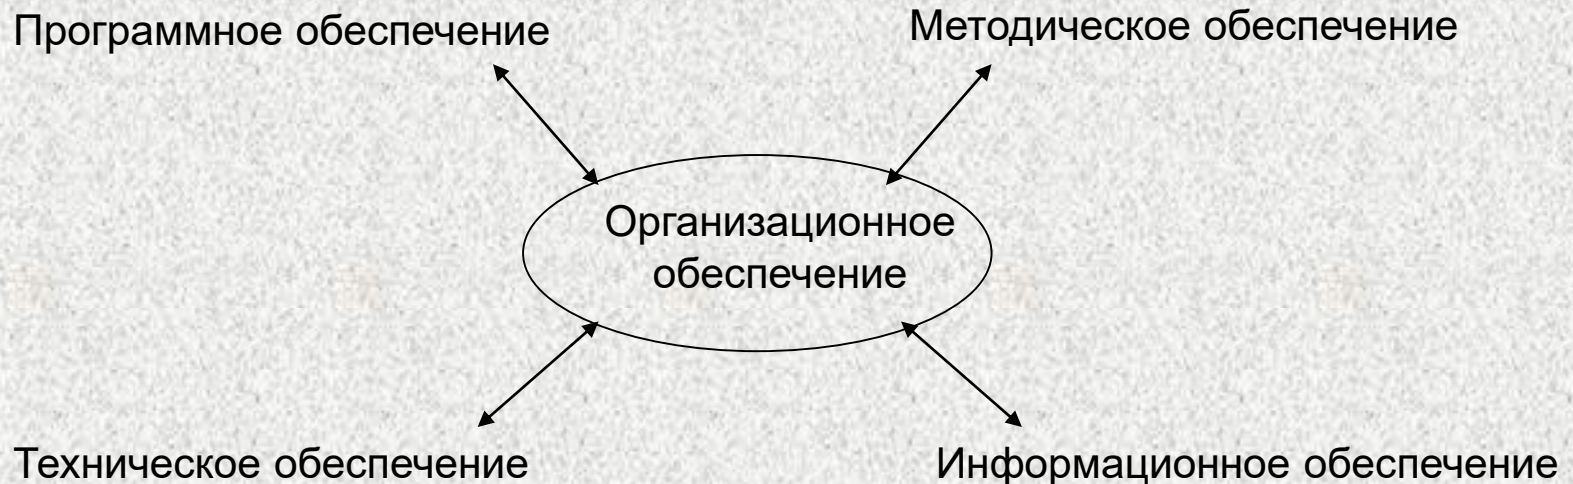 Программное обеспечение
Методическое обеспечение
Организационное
обеспечение
Техническое обеспечение
Информационное обеспечение